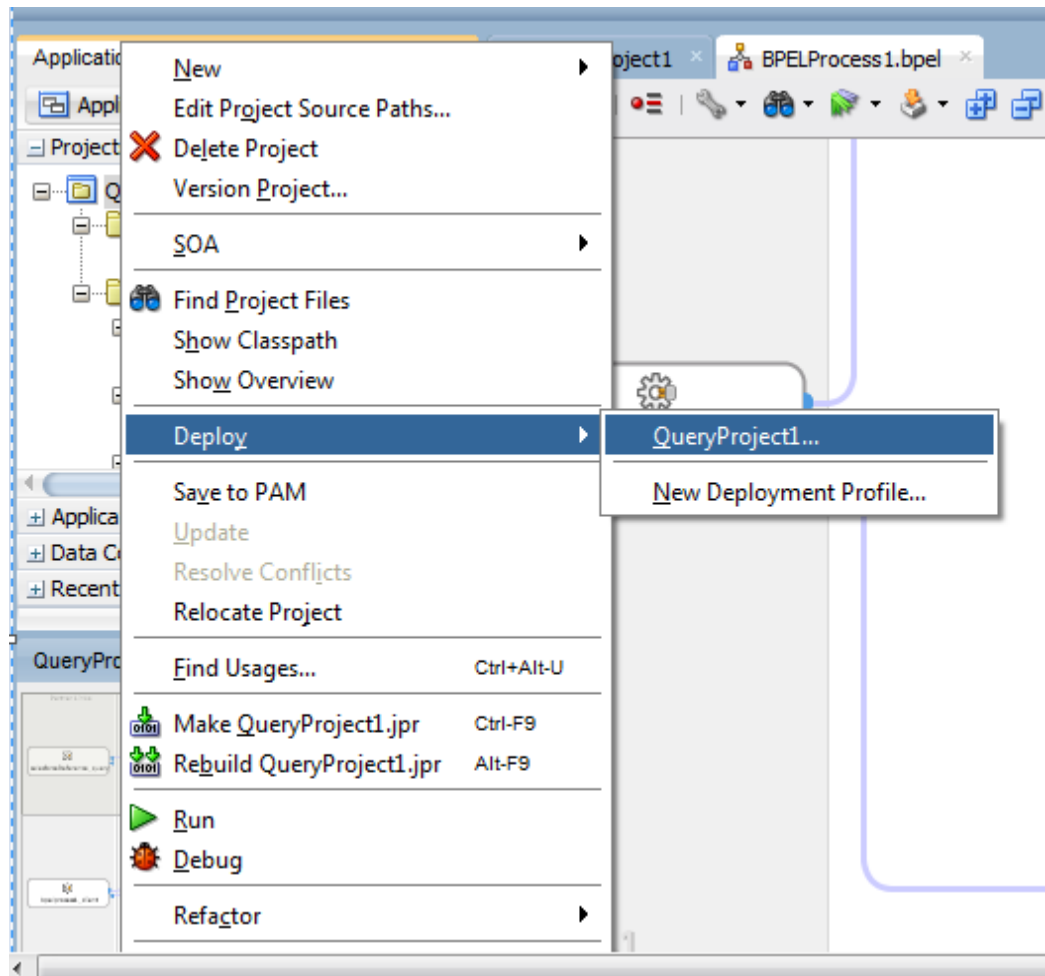 Applicatio
oject1
BPELProcess1.bpel
Appl
Project
Q
New
Edit Project Source Paths...
Delete Project
Version Project...
SOA
Find Project Files
Show Classpath
Show Overview
Deploy
QueryProject1...
New Deployment Profile...
Save to PAM
Update
Resolve Conflicts
Relocate Project
Find Usages... Ctrl+Alt-U
Make QueryProject1.jpr Ctrl-F9
Rebuild QueryProject1.jpr Alt-F9
Run
Debug
Refactor
Applica
Data Co
Recent
QueryPro